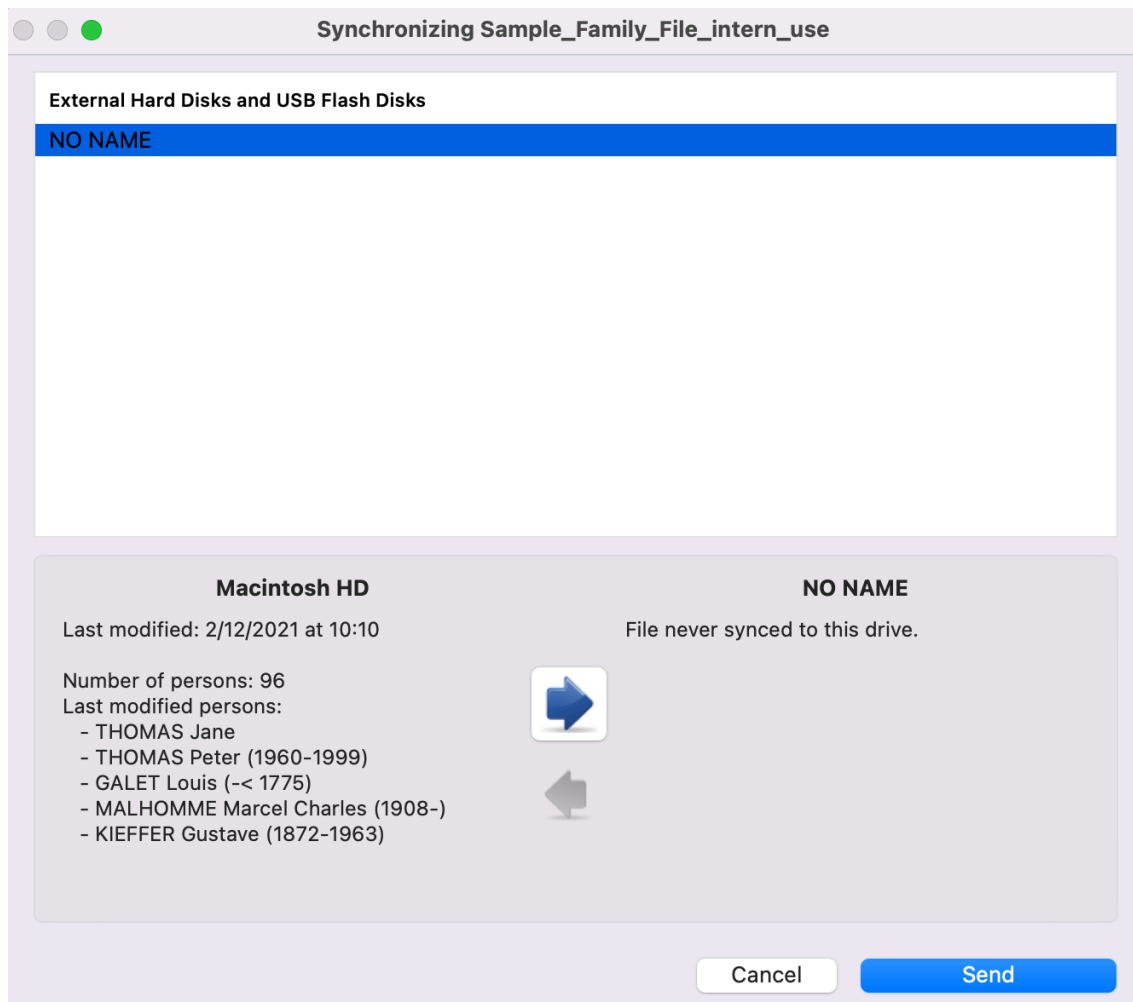 Synchronizing Sample_Family_File_intern_use
External Hard Disks and USB Flash Disks
NO NAME
Macintosh HD
Last modified: 2/12/2021 at 10:10
Number of persons: 96
Last modified persons:
- THOMAS Jane
- THOMAS Peter (1960-1999)
- GALET Louis (-< 1775)
- MALHOMME Marcel Charles (1908-)
- KIEFFER Gustave (1872-1963)
NO NAME
File never synced to this drive.
Cancel
Send